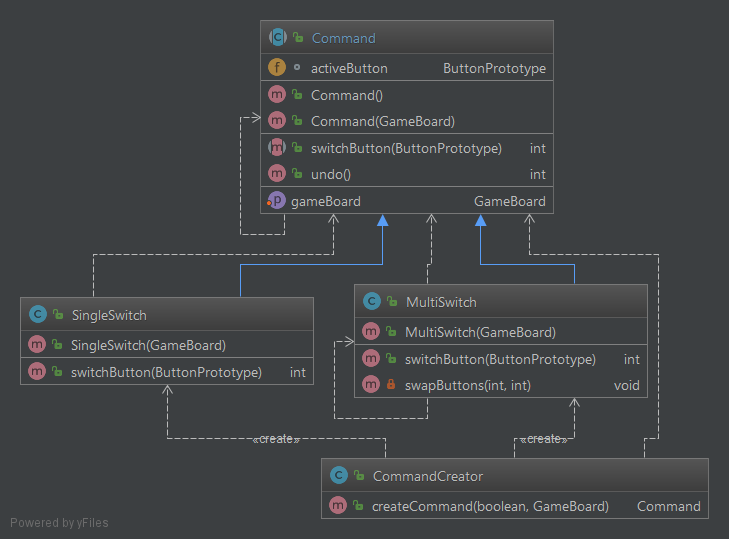 Command
activeButton ButtonPrototype
Command()
Command(GameBoard)
switchButton(ButtonPrototype) int
undo() int
gameBoard GameBoard
SingleSwitch
SingleSwitch(GameBoard)
switchButton(ButtonPrototype) int
MultiSwitch
MultiSwitch(GameBoard)
switchButton(ButtonPrototype) int
swapButtons(int, int) void
«create»
«create»
CommandCreator
createCommand(boolean, GameBoard) Command
Powered by yFiles